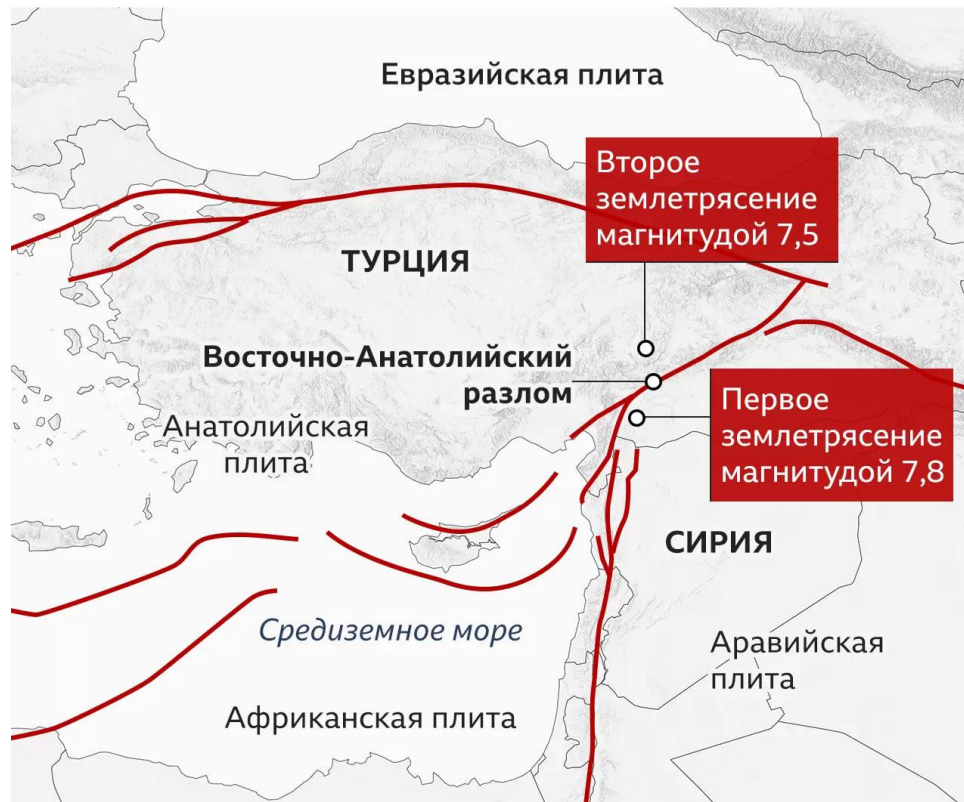 Евразийская плита
Второе
землетрясение
магнитудой 7,5
ТУРЦИЯ
Восточно-Анатолийский
разлом
Первое
землетрясение
магнитудой 7,8
Анатолийская
плита
СИРИЯ
Средиземное море
Аравийская
плита
Африканская плита